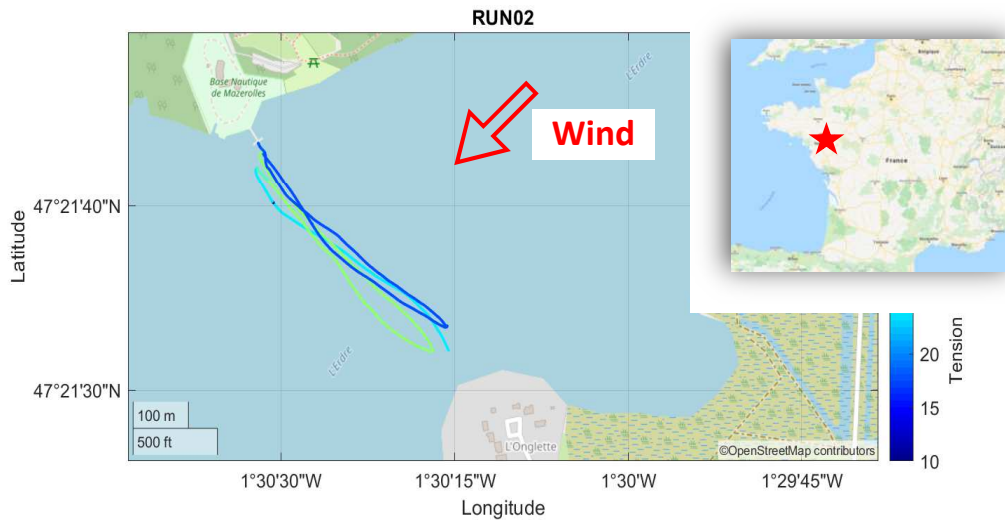 RUN02
Base Nautique
de Mazerolles
L'Erdre
Wind
France
47°21'40"N
Latitude
L'Erdre
47°21'30"N
100 m
500 ft
L'Onglette
©OpenStreetMap contributors
20
15
10
Tension
1°30'30"W
1°30'15"W
1°30'W
1°29'45"W
Longitude